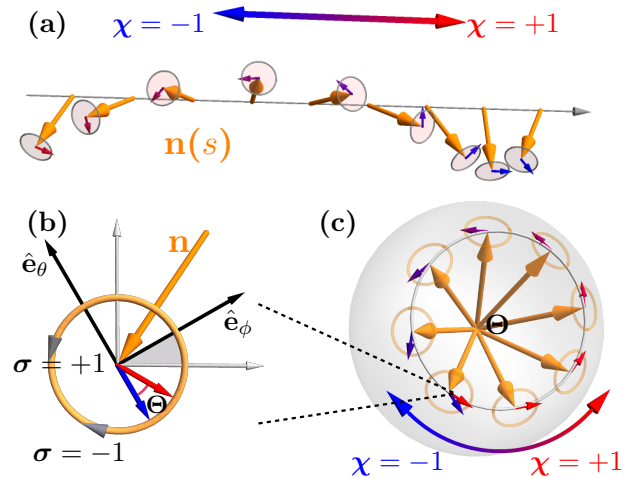 (a)
χ = −1
χ = +1
n(s)
(b)
n
(c)
ê_θ
ê_ϕ
Θ
σ = +1
Θ
σ = −1
χ = −1
χ = +1